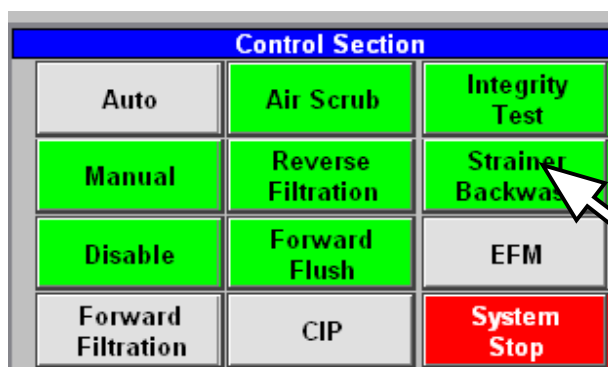 Control Section
Auto
Air Scrub
Integrity
Test
Manual
Reverse
Filtration
Strainer
Disable
Forward
Flush
EFM
Forward
Filtration
CIP
System
Stop